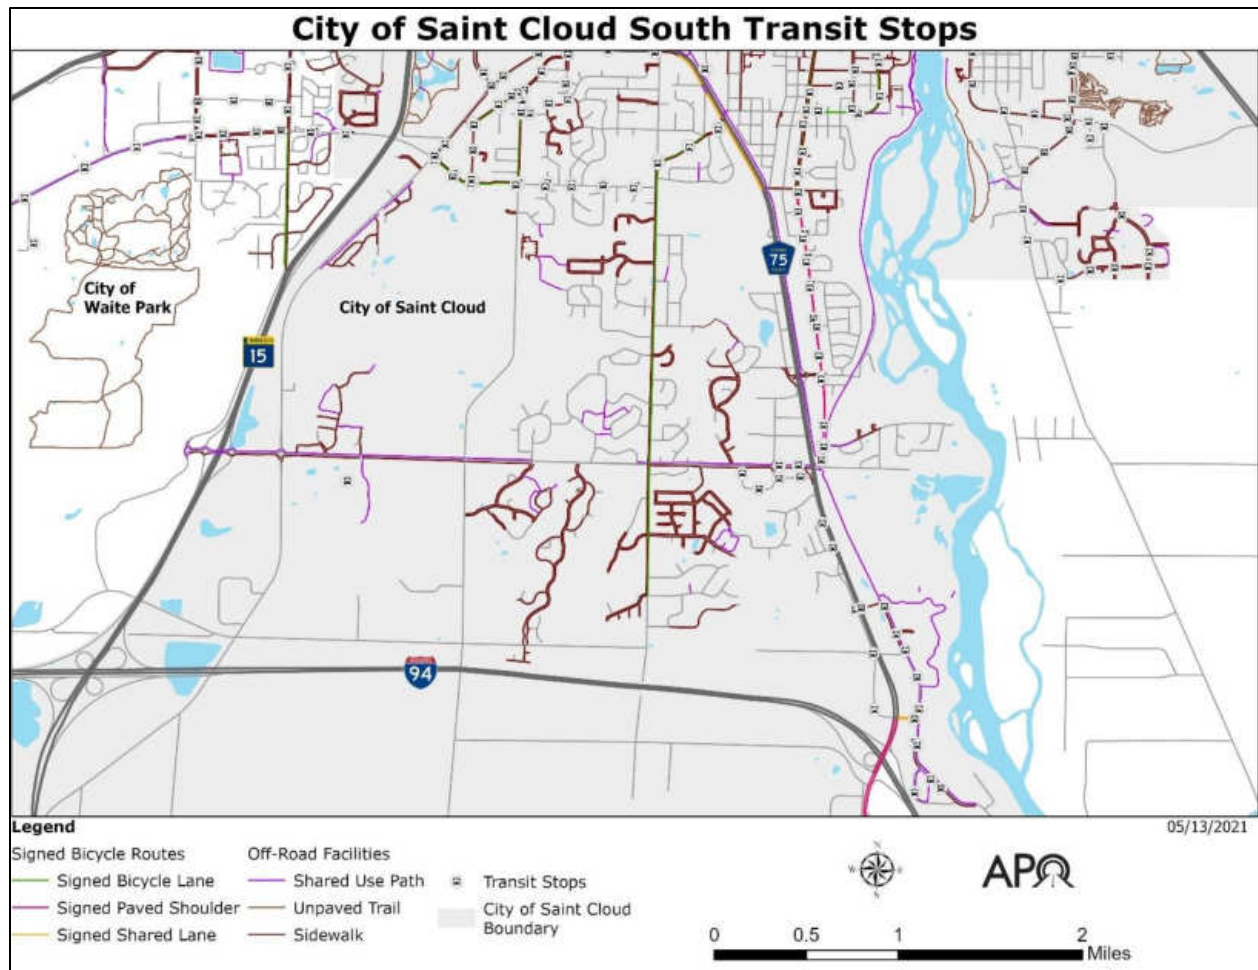 City of Saint Cloud South Transit Stops
75
City of
Waite Park
City of Saint Cloud
15
94
Legend
05/13/2021
Signed Bicycle Routes
Off-Road Facilities
Signed Bicycle Lane
Shared Use Path
Transit Stops
Signed Paved Shoulder
Unpaved Trail
City of Saint Cloud
Boundary
Signed Shared Lane
Sidewalk
N
W
E
S
APO
0
0.5
1
2
Miles